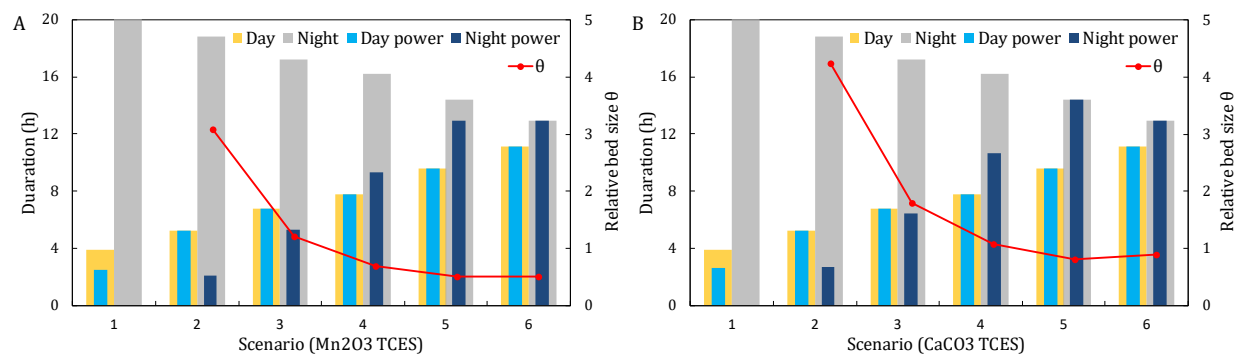 A
Day Night Day power Night power
θ
20
16
12
8
4
0
Duaration (h)
5
4
3
2
1
0
Relative bed size θ
1 2 3 4 5 6
Scenario (Mn2O3 TCES)
B
Day Night Day power Night power
θ
20
16
12
8
4
0
Duaration (h)
5
4
3
2
1
0
Relative bed size θ
1 2 3 4 5 6
Scenario (CaCO3 TCES)